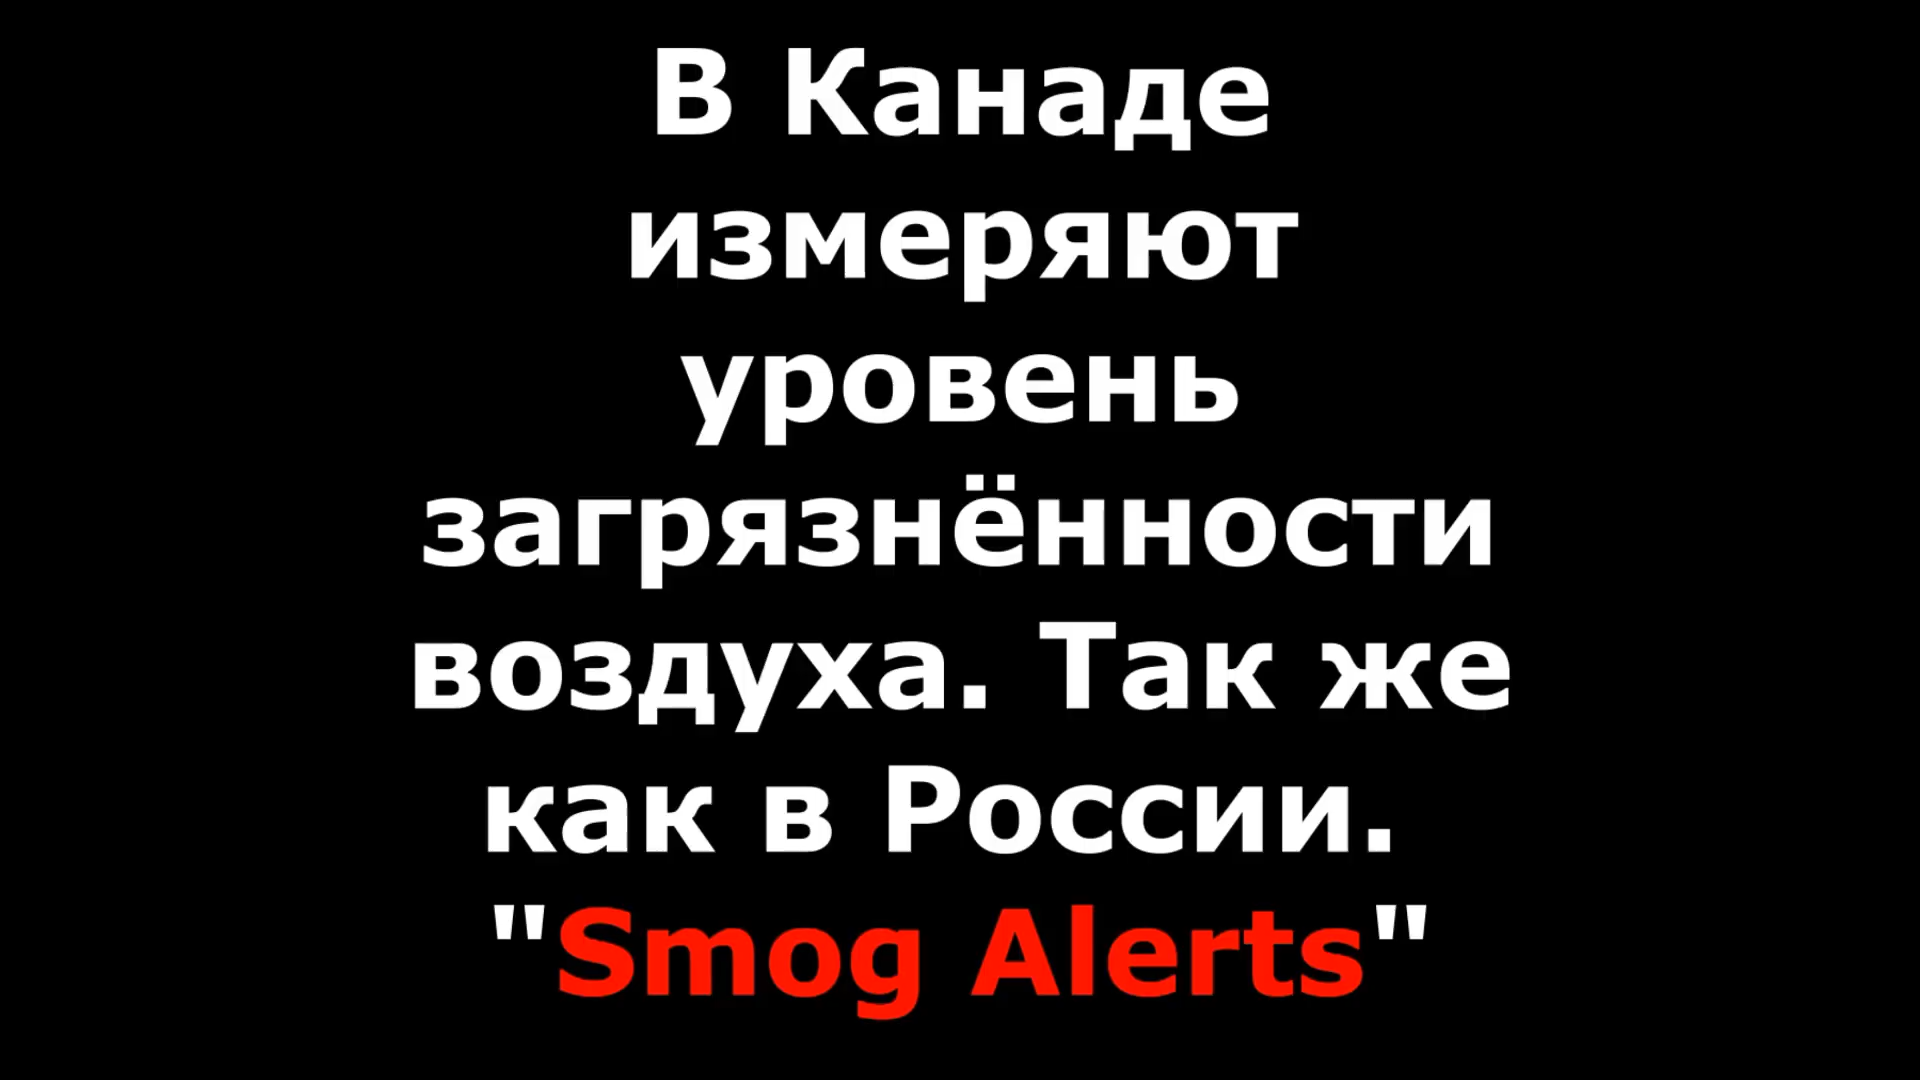 В Канаде
измеряют
уровень
загрязнённости
воздуха. Так же
как в России.
"Smog Alerts"